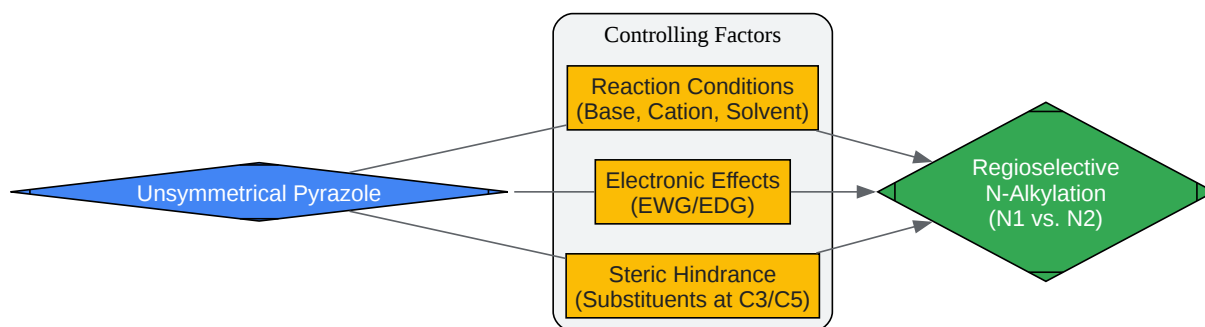 Controlling Factors
Reaction Conditions
(Base, Cation, Solvent)
Unsymmetrical Pyrazole
Electronic Effects
(EWG/EDG)
Steric Hindrance
(Substituents at C3/C5)
Regioselective
N-Alkylation
(N1 vs. N2)